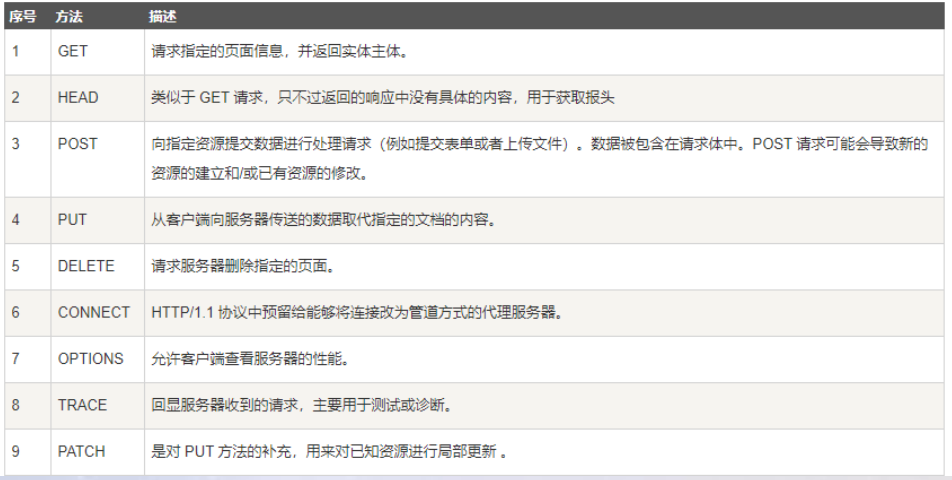 序号 方法 描述
1 GET 请求指定的页面信息，并返回实体主体。
2 HEAD 类似于 GET 请求，只不过返回的响应中没有具体的内容，用于获取报头
3 POST 向指定资源提交数据进行处理请求（例如提交表单或者上传文件）。数据被包含在请求体中。POST 请求可能会导致新的
资源的建立和/或已有资源的修改。
4 PUT 从客户端向服务器传送的数据取代指定的文档的内容。
5 DELETE 请求服务器删除指定的页面。
6 CONNECT HTTP/1.1 协议中预留给能够将连接改为管道方式的代理服务器。
7 OPTIONS 允许客户端查看服务器的性能。
8 TRACE 回显服务器收到的请求，主要用于测试或诊断。
9 PATCH 是对 PUT 方法的补充，用来对已知资源进行局部更新 。